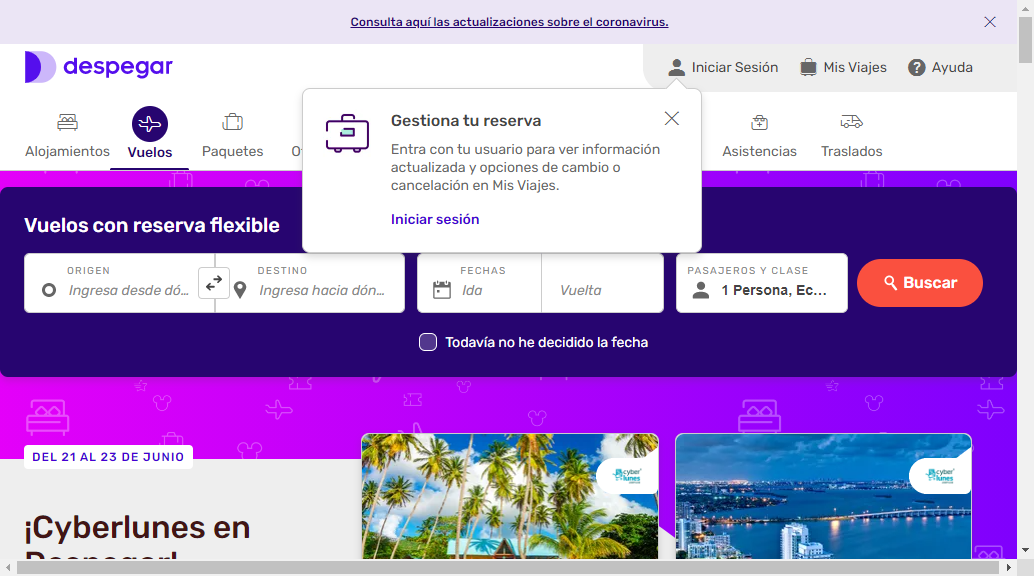 Consulta aquí las actualizaciones sobre el coronavirus.
despegar
Iniciar Sesión
Mis Viajes
Ayuda
Alojamientos
Vuelos
Paquetes
Asistencias
Traslados
Gestiona tu reserva
Entra con tu usuario para ver información
actualizada y opciones de cambio o
cancelación en Mis Viajes.
Iniciar sesión
Vuelos con reserva flexible
ORIGEN
Ingresa desde dó...
DESTINO
Ingresa hacia dón...
FECHAS
Ida
Vuelta
PASAJEROS Y CLASE
1 Persona, Ec...
Buscar
Todavía no he decidido la fecha
DEL 21 AL 23 DE JUNIO
cyber
lunes
cyber
lunes
¡Cyberlunes en
Despegar!